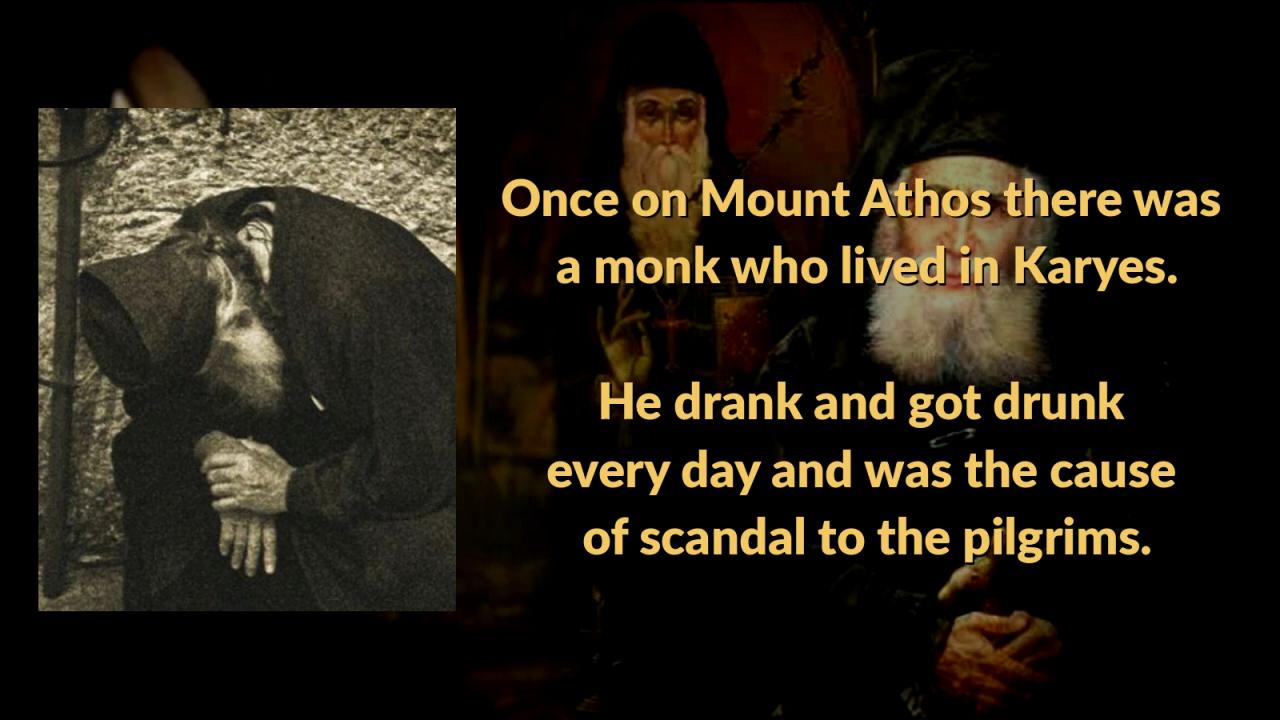 Once on Mount Athos there was
a monk who lived in Karyes.
He drank and got drunk
every day and was the cause
of scandal to the pilgrims.